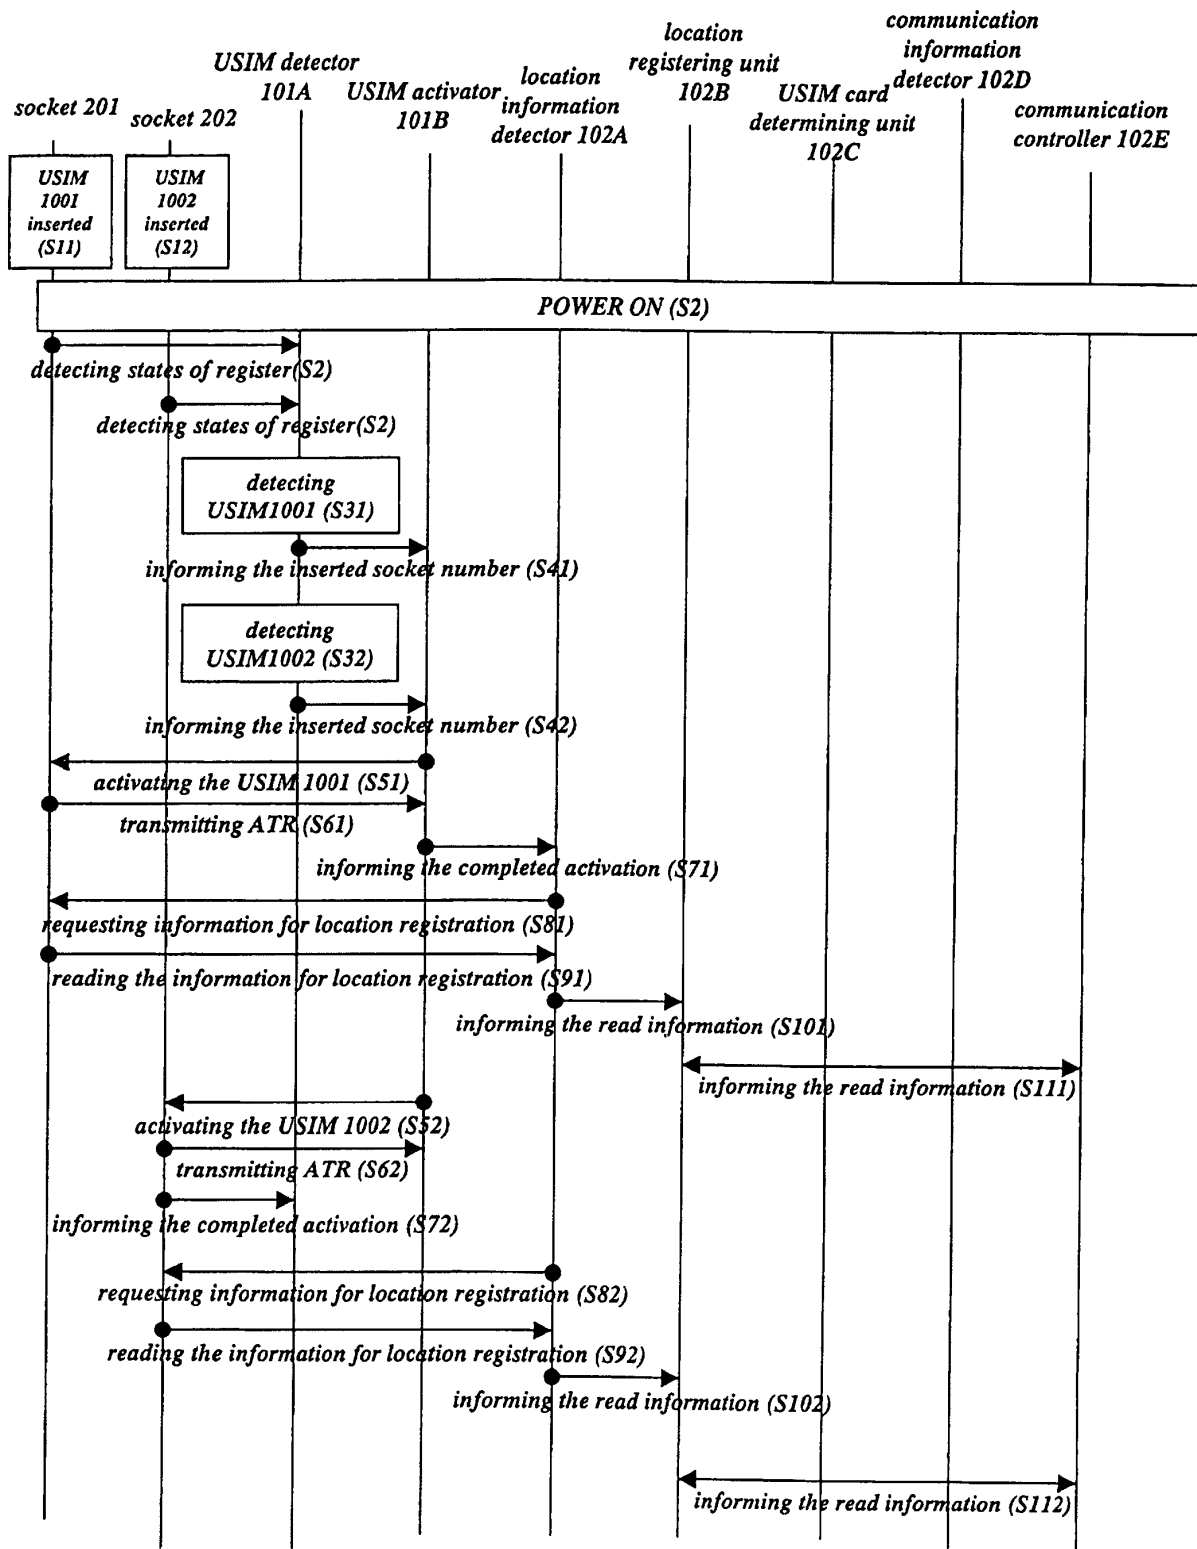 communication
information
detector 102D
location
registering unit
102B
USIM detector
101A
location
information
detector 102A
USIM activator
101B
USIM card
determining unit
102C
communication
controller 102E
socket 201
socket 202
USIM
1001
inserted
(S11)
USIM
1002
inserted
(S12)
POWER ON (S2)
detecting states of register(S2)
detecting states of register(S2)
detecting
USIM1001 (S31)
informing the inserted socket number (S41)
detecting
USIM1002 (S32)
informing the inserted socket number (S42)
activating the USIM 1001 (S51)
transmitting ATR (S61)
informing the completed activation (S71)
requesting information for location registration (S81)
reading the information for location registration (S91)
informing the read information (S101)
informing the read information (S111)
activating the USIM 1002 (S52)
transmitting ATR (S62)
informing the completed activation (S72)
requesting information for location registration (S82)
reading the information for location registration (S92)
informing the read information (S102)
informing the read information (S112)